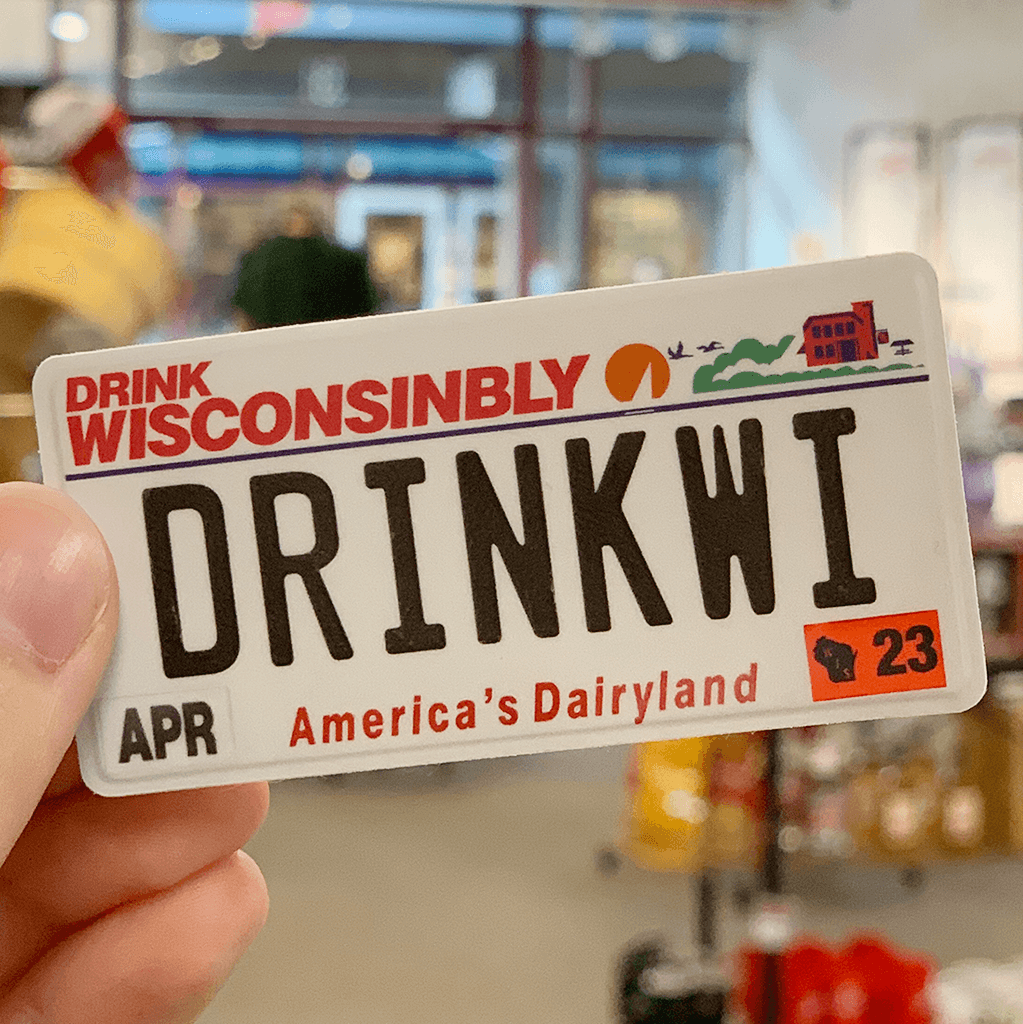 DRINK
WISCONSINBLY
DRINKWI
23
APR
America's Dairyland